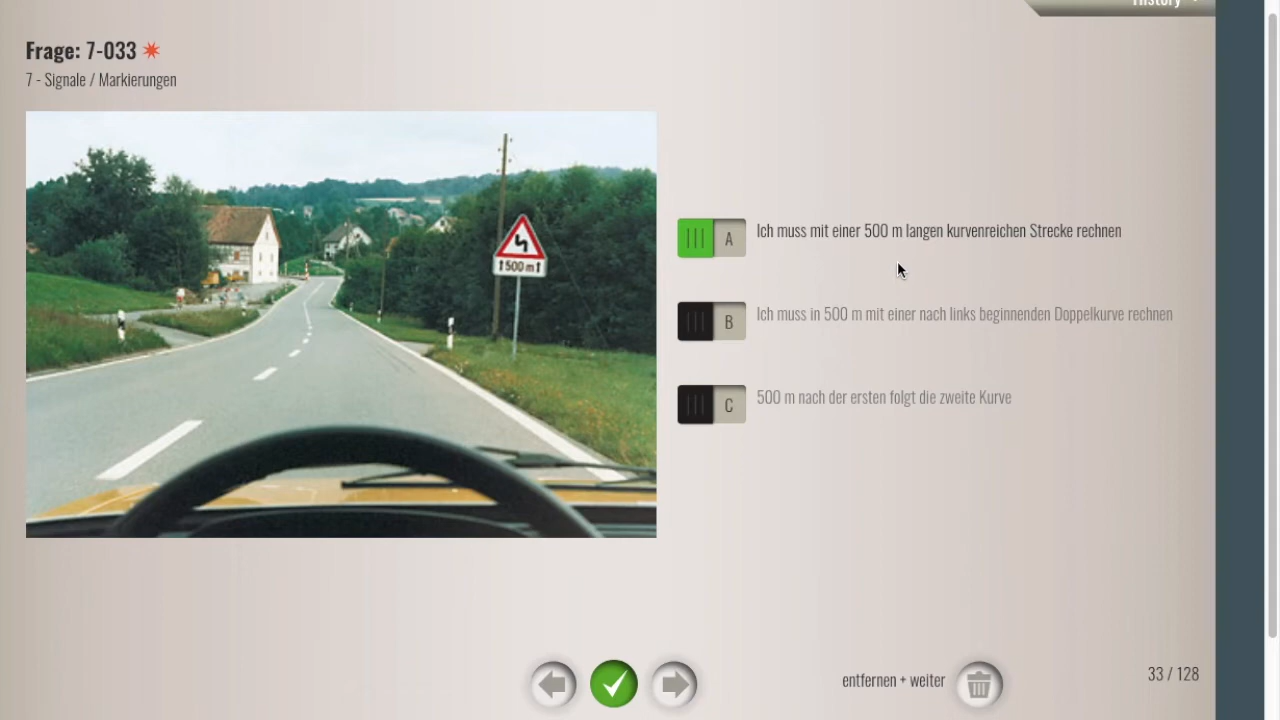 History
Frage: 7-033
7 - Signale / Markierungen
500 m
A
Ich muss mit einer 500 m langen kurvenreichen Strecke rechnen
B
Ich muss in 500 m mit einer nach links beginnenden Doppelkurve rechnen
C
500 m nach der ersten folgt die zweite Kurve
entfernen + weiter
33 / 128